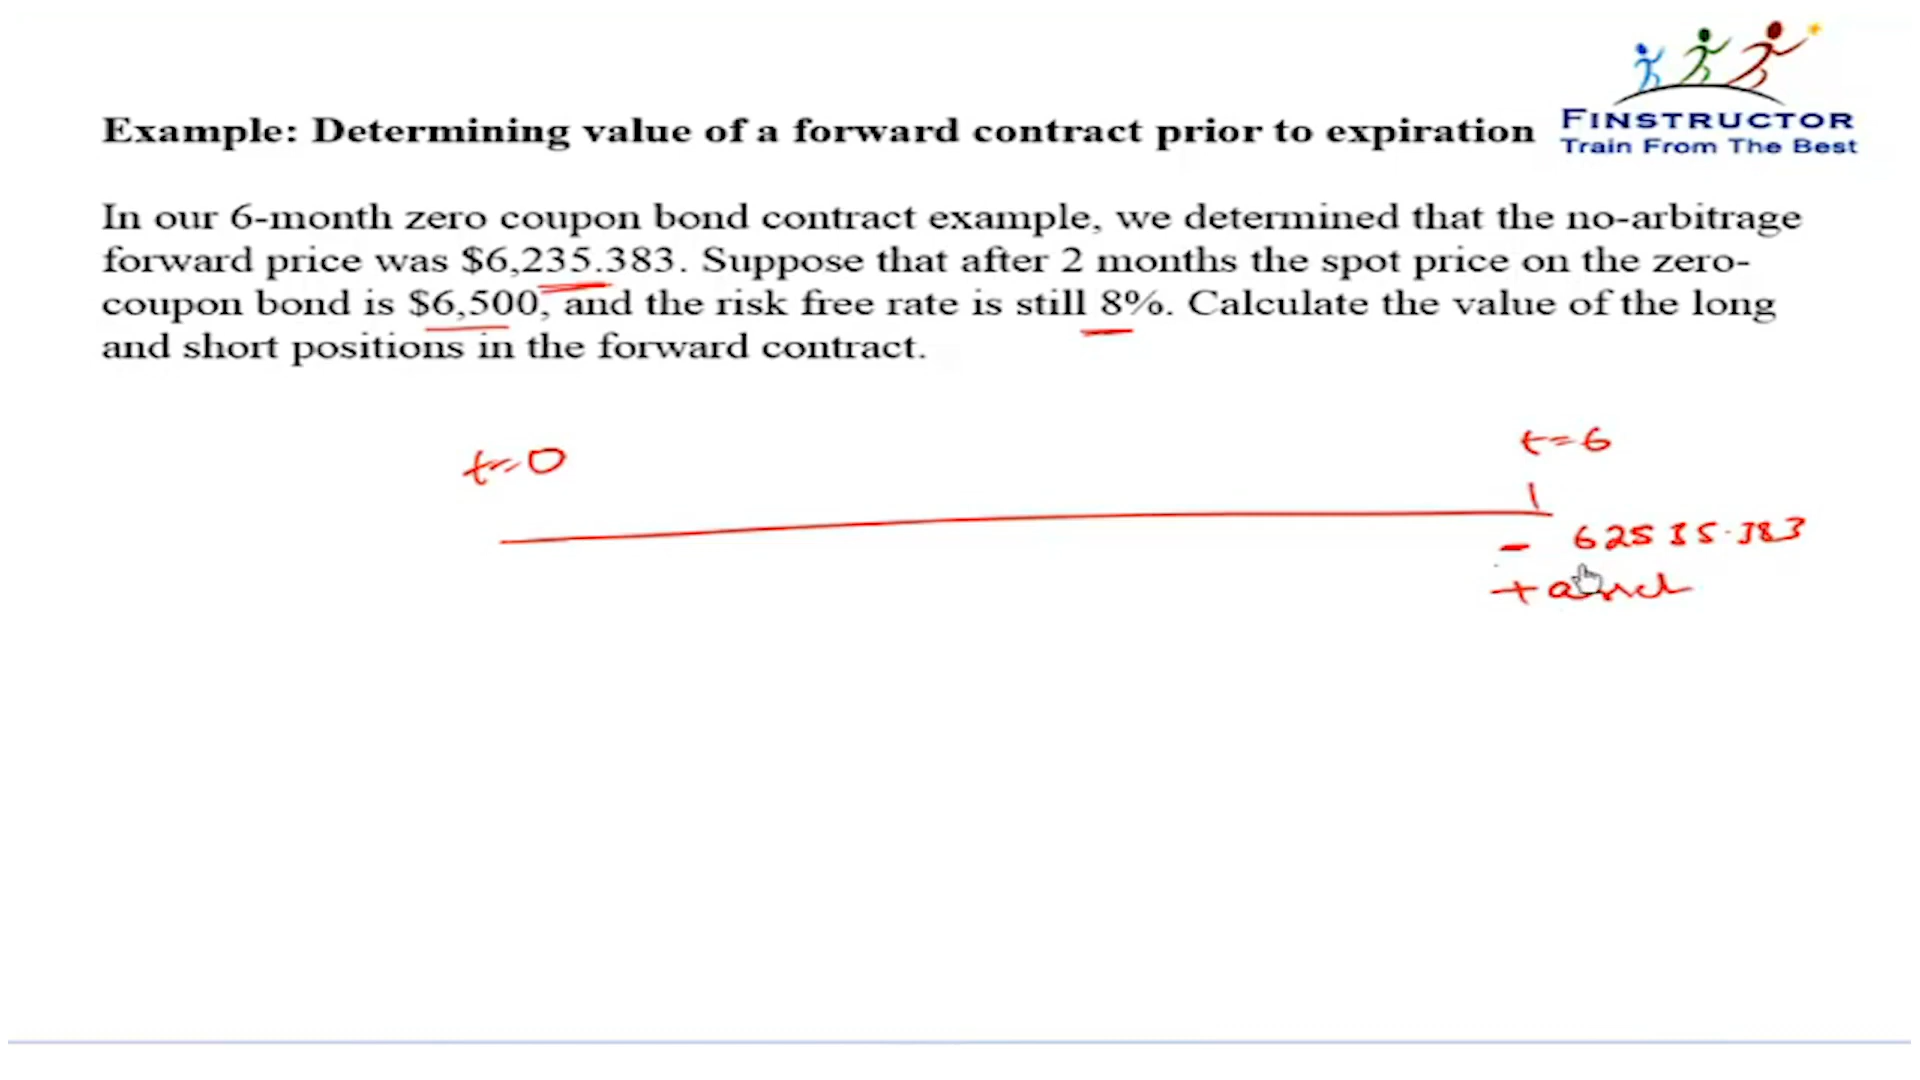 FINSTRUCTOR
Train From The Best
Example: Determining value of a forward contract prior to expiration
In our 6-month zero coupon bond contract example, we determined that the no-arbitrage
forward price was $6,235.383. Suppose that after 2 months the spot price on the zero-
coupon bond is $6,500, and the risk free rate is still 8%. Calculate the value of the long
and short positions in the forward contract.
t=0
t=6
- 62535.383
+